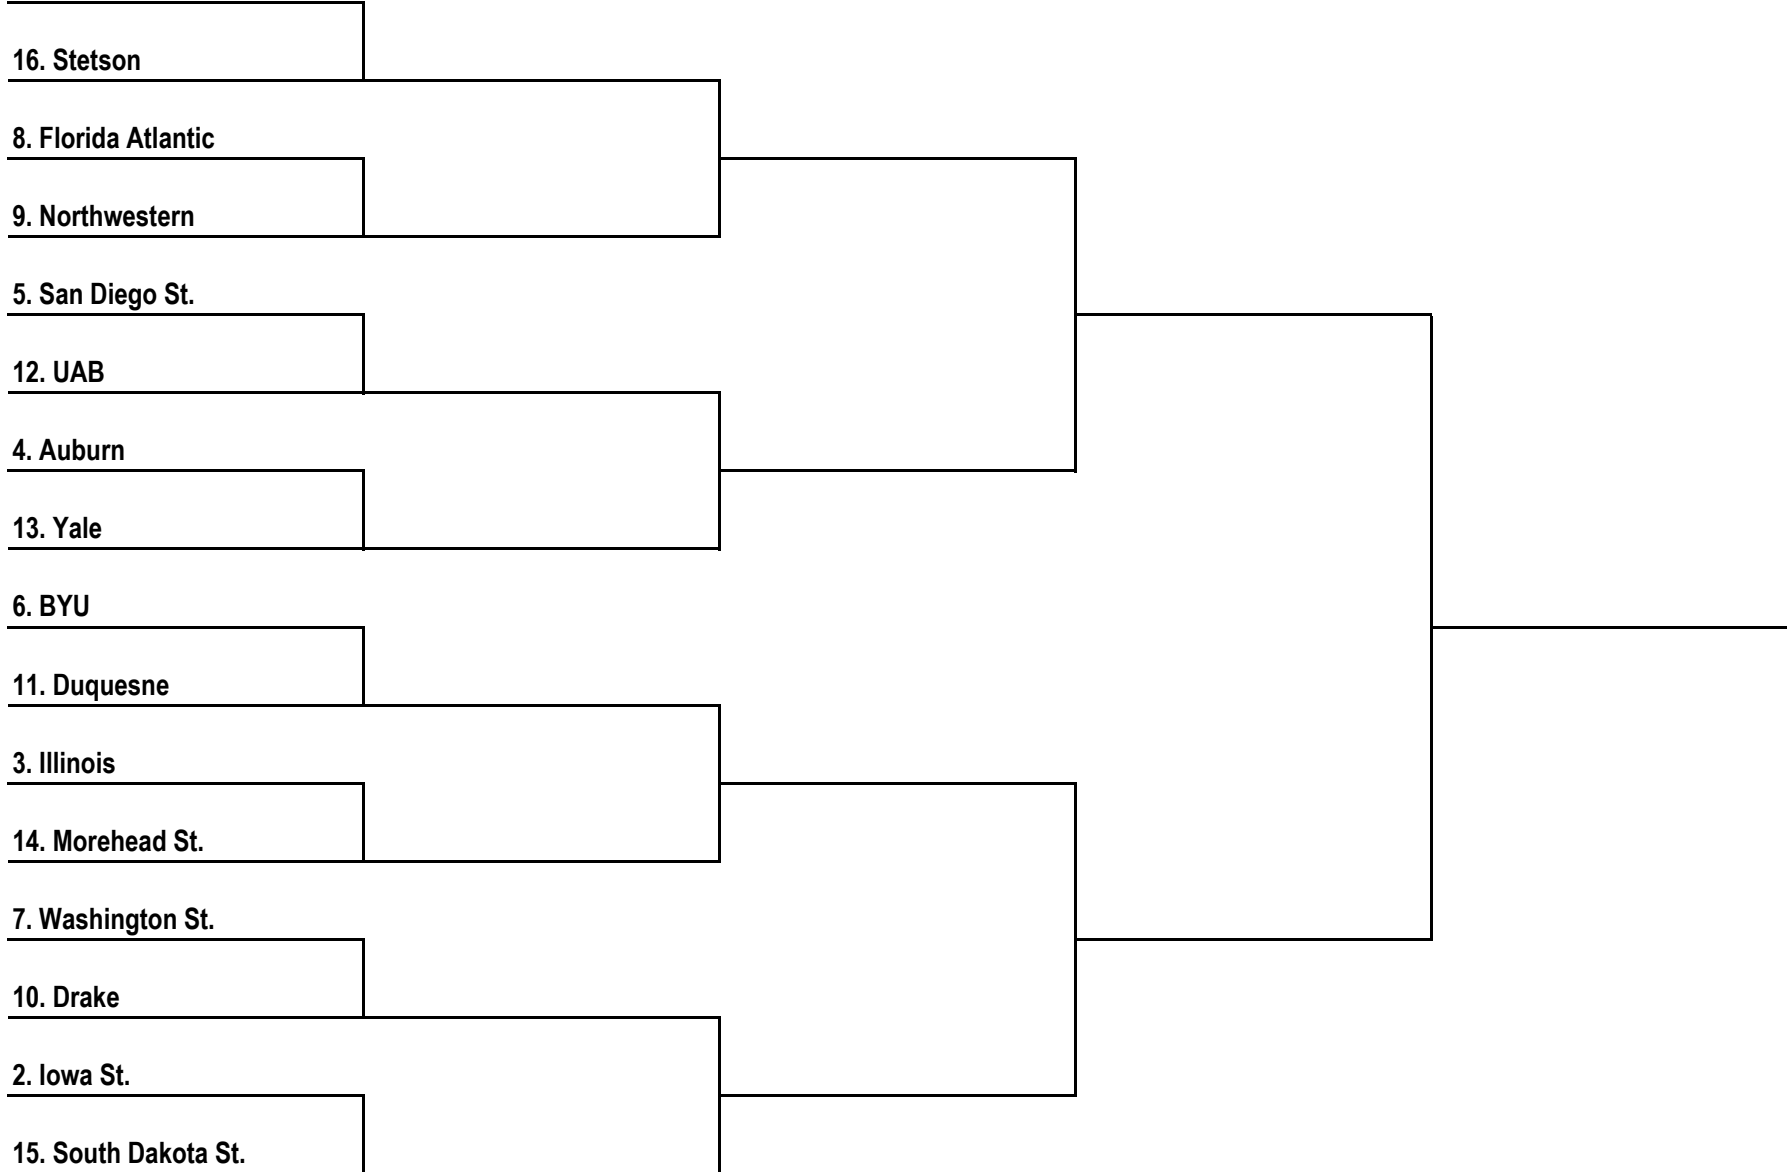 16. Stetson
8. Florida Atlantic
9. Northwestern
5. San Diego St.
12. UAB
4. Auburn
13. Yale
6. BYU
11. Duquesne
3. Illinois
14. Morehead St.
7. Washington St.
10. Drake
2. Iowa St.
15. South Dakota St.